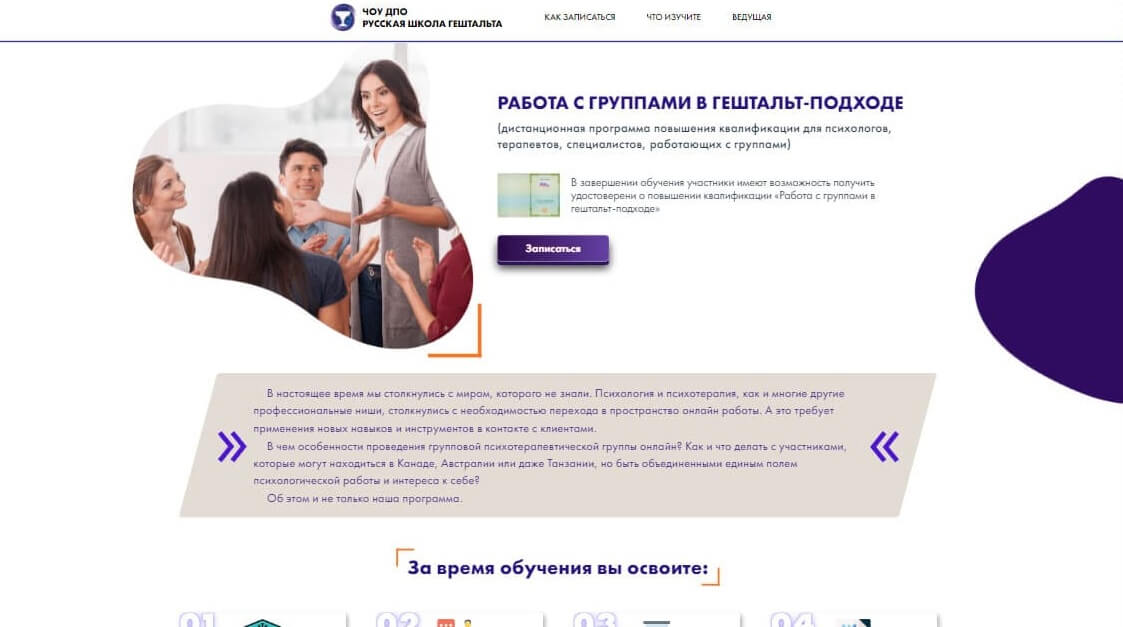 ЧОУ ДПО
РУССКАЯ ШКОЛА ГЕШТАЛЬТА
КАК ЗАПИСАТЬСЯ
ЧТО ИЗУЧИТЕ
ВЕДУЩАЯ
РАБОТА С ГРУППАМИ В ГЕШТАЛЬТ-ПОДХОДЕ
(дистанционная программа повышения квалификации для психологов,
терапевтов, специалистов, работающих с группами)
В завершении обучения участники имеют возможность получить
удостоверени о повышении квалификации «Работа с группами в
гештальт-подходе»
Записаться
В настоящее время мы столкнулись с миром, которого не знали. Психология и психотерапия, как и многие другие
профессиональные ниши, столкнулись с необходимостью перехода в пространство онлайн работы. А это требует
применения новых навыков и инструментов в контакте с клиентами.
В чем особенности проведения групповой психотерапевтической группы онлайн? Как и что делать с участниками,
которые могут находиться в Канаде, Австралии или даже Танзании, но быть объединенными единым полем
психологической работы и интереса к себе?
Об этом и не только наша программа.
За время обучения вы освоите:
01
02
03
04